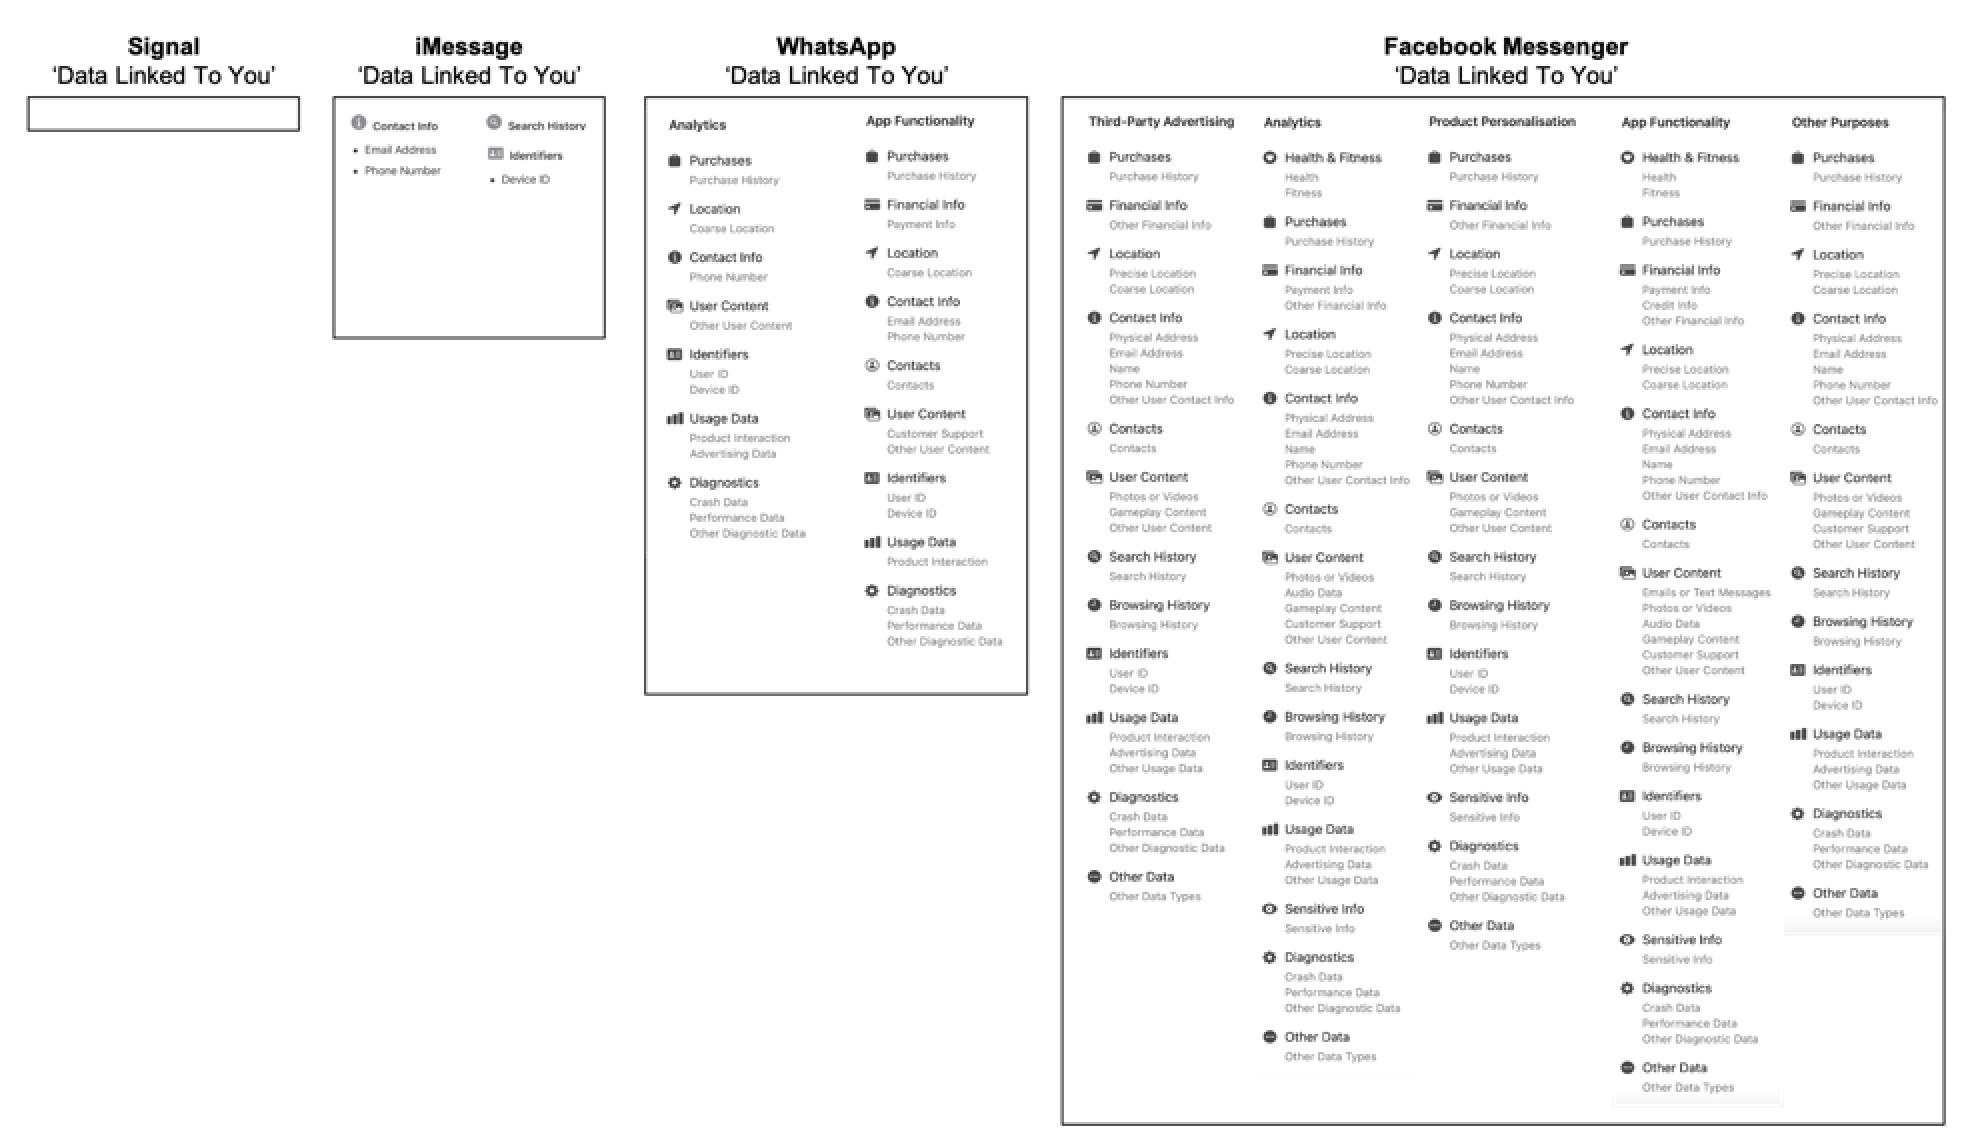 Signal
‘Data Linked To You’
iMessage
‘Data Linked To You’
Contact Info
Email Address
Phone Number
Search History
Identifiers
Device ID
WhatsApp
‘Data Linked To You’
Analytics
Purchases
Purchase History
Location
Coarse Location
Contact Info
Phone Number
User Content
Other User Content
Identifiers
User ID
Device ID
Usage Data
Product Interaction
Advertising Data
Diagnostics
Crash Data
Performance Data
Other Diagnostic Data
App Functionality
Purchases
Purchase History
Financial Info
Payment Info
Location
Coarse Location
Contact Info
Email Address
Phone Number
Contacts
Contacts
User Content
Customer Support
Other User Content
Identifiers
User ID
Device ID
Usage Data
Product Interaction
Diagnostics
Crash Data
Performance Data
Other Diagnostic Data
Facebook Messenger
‘Data Linked To You’
Third-Party Advertising
Purchases
Purchase History
Financial Info
Other Financial Info
Location
Precise Location
Coarse Location
Contact Info
Physical Address
Email Address
Name
Phone Number
Other User Contact Info
Contacts
Contacts
User Content
Photos or Videos
Gameplay Content
Other User Content
Search History
Search History
Browsing History
Browsing History
Identifiers
User ID
Device ID
Usage Data
Product Interaction
Advertising Data
Other Usage Data
Diagnostics
Crash Data
Performance Data
Other Diagnostic Data
Other Data
Other Data Types
Analytics
Health & Fitness
Health
Fitness
Purchases
Purchase History
Financial Info
Payment Info
Other Financial Info
Location
Precise Location
Coarse Location
Contact Info
Physical Address
Email Address
Name
Phone Number
Other User Contact Info
Contacts
Contacts
User Content
Photos or Videos
Audio Data
Gameplay Content
Customer Support
Other User Content
Search History
Search History
Browsing History
Browsing History
Identifiers
User ID
Device ID
Usage Data
Product Interaction
Advertising Data
Other Usage Data
Sensitive Info
Sensitive Info
Diagnostics
Crash Data
Performance Data
Other Diagnostic Data
Other Data
Other Data Types
Product Personalisation
Purchases
Purchase History
Financial Info
Other Financial Info
Location
Precise Location
Coarse Location
Contact Info
Physical Address
Email Address
Name
Phone Number
Other User Contact Info
Contacts
Contacts
User Content
Photos or Videos
Gameplay Content
Other User Content
Search History
Search History
Browsing History
Browsing History
Identifiers
User ID
Device ID
Usage Data
Product Interaction
Advertising Data
Other Usage Data
Sensitive Info
Sensitive Info
Diagnostics
Crash Data
Performance Data
Other Diagnostic Data
Other Data
Other Data Types
App Functionality
Health & Fitness
Health
Fitness
Purchases
Purchase History
Financial Info
Payment Info
Credit Info
Other Financial Info
Location
Precise Location
Coarse Location
Contact Info
Physical Address
Email Address
Name
Phone Number
Other User Contact Info
Contacts
Contacts
User Content
Emails or Text Messages
Photos or Videos
Audio Data
Gameplay Content
Customer Support
Other User Content
Search History
Search History
Browsing History
Browsing History
Identifiers
User ID
Device ID
Usage Data
Product Interaction
Advertising Data
Other Usage Data
Sensitive Info
Sensitive Info
Diagnostics
Crash Data
Performance Data
Other Diagnostic Data
Other Data
Other Data Types
Other Purposes
Purchases
Purchase History
Financial Info
Other Financial Info
Location
Precise Location
Coarse Location
Contact Info
Physical Address
Email Address
Name
Phone Number
Other User Contact Info
Contacts
Contacts
User Content
Photos or Videos
Gameplay Content
Customer Support
Other User Content
Search History
Search History
Browsing History
Browsing History
Identifiers
User ID
Device ID
Usage Data
Product Interaction
Advertising Data
Other Usage Data
Diagnostics
Crash Data
Performance Data
Other Diagnostic Data
Other Data
Other Data Types